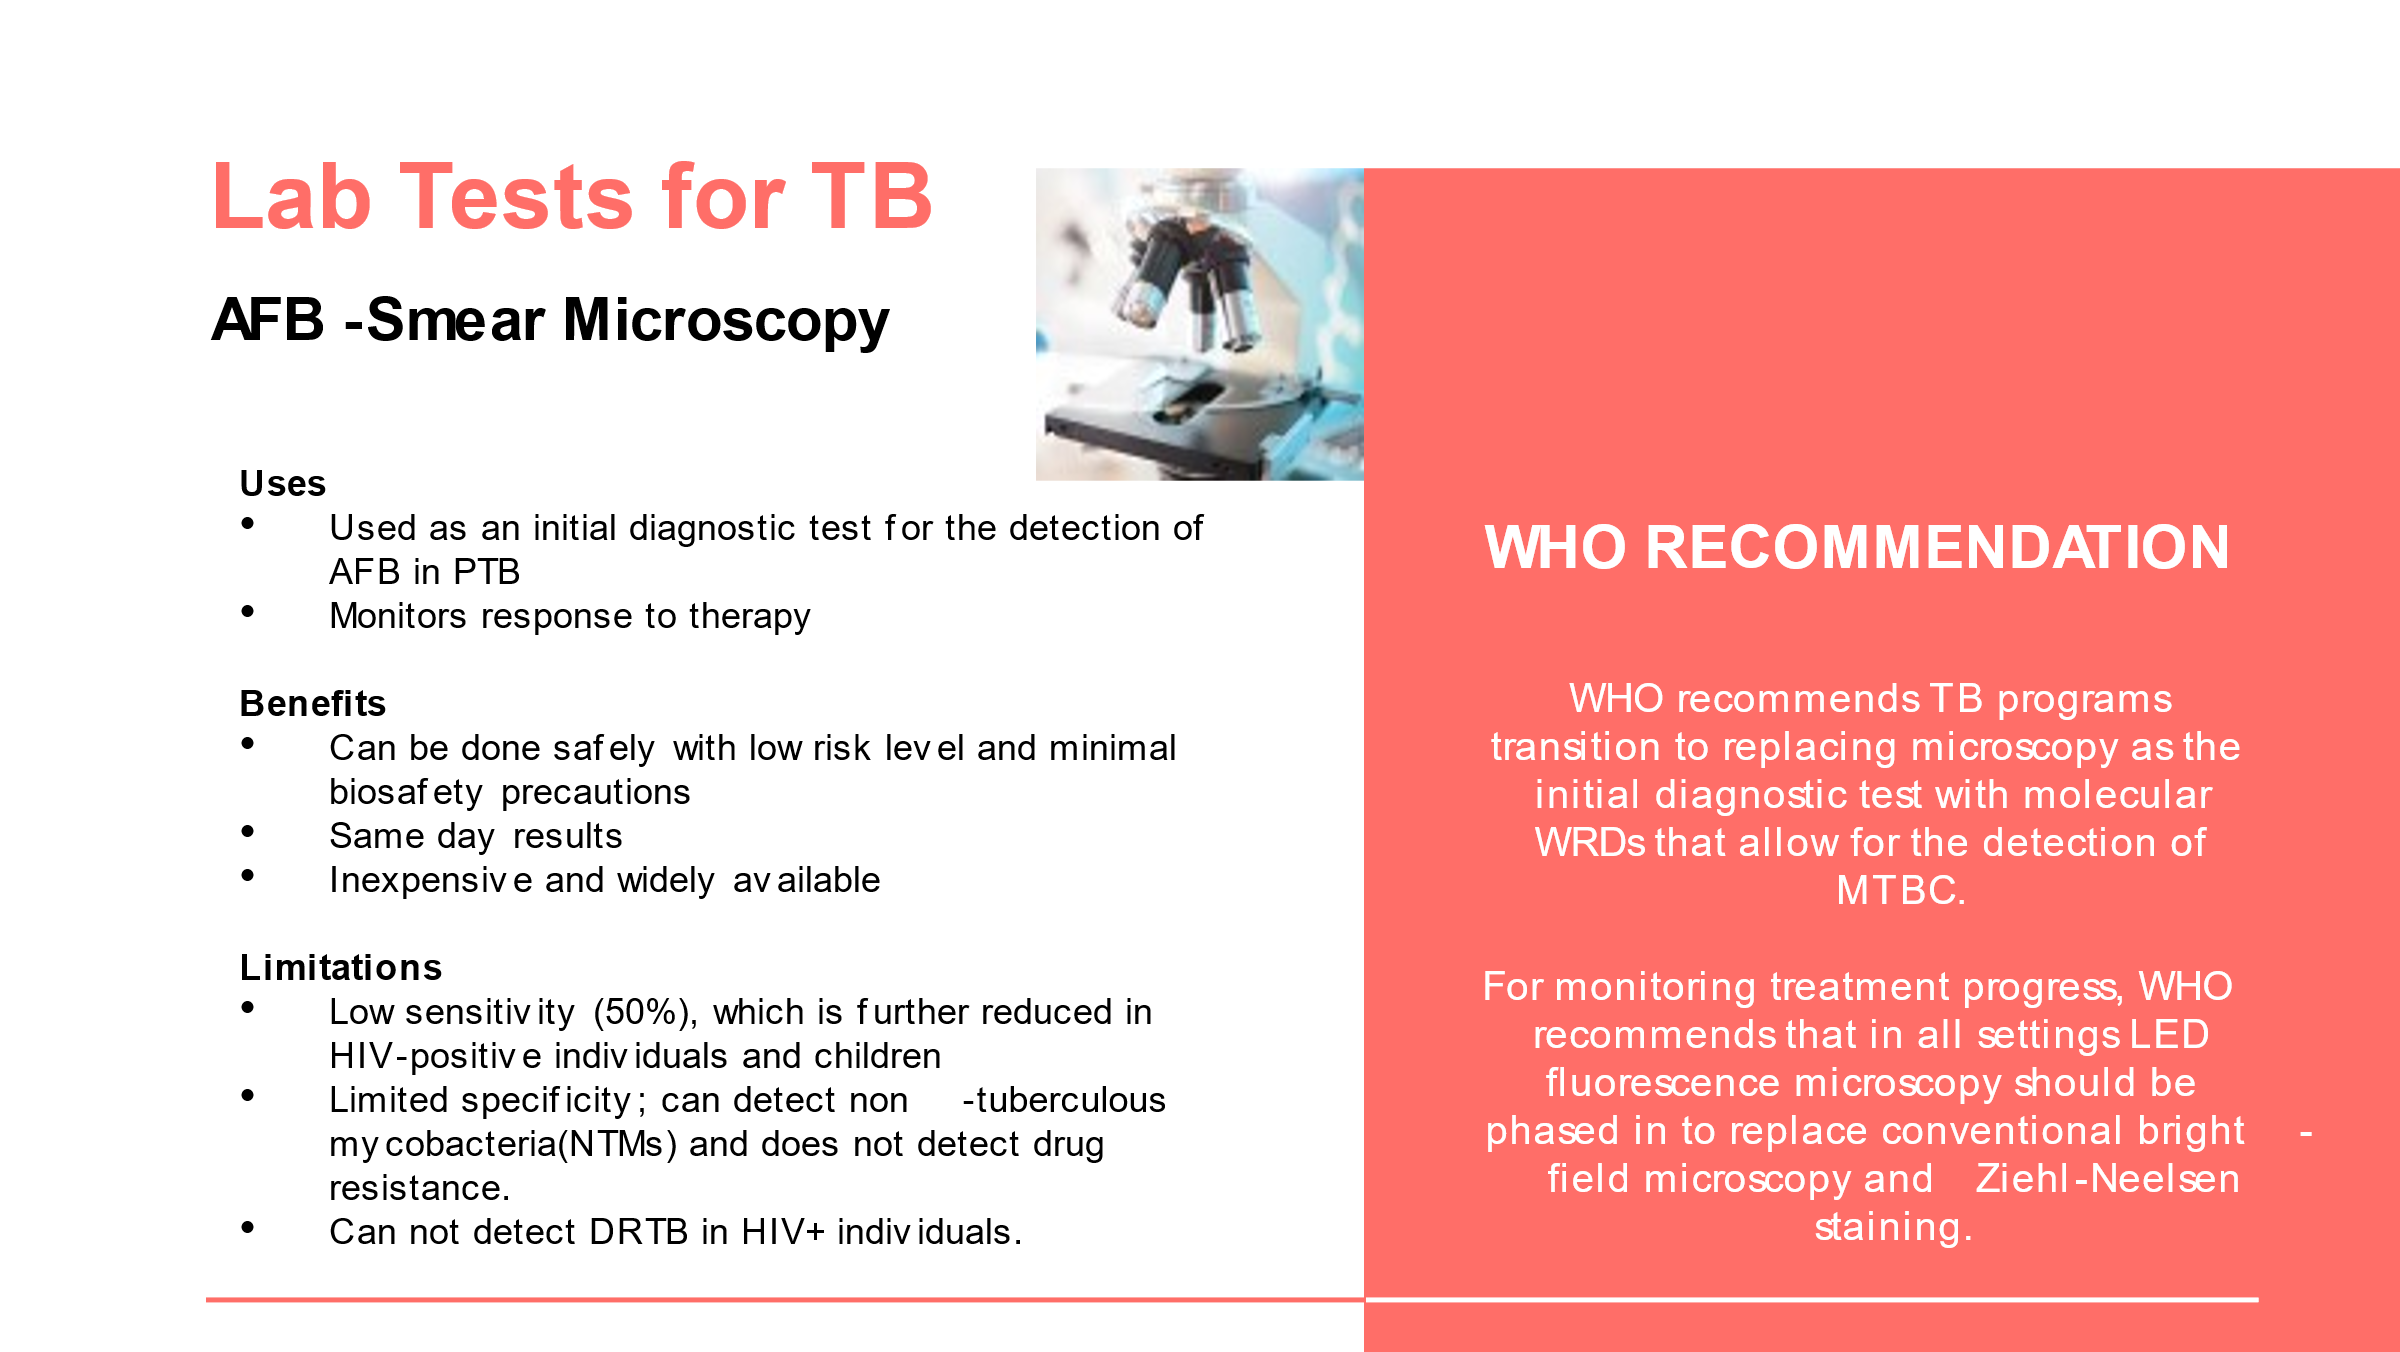 Lab Tests for TB
AFB -Smear Microscopy
Uses
• Used as an initial diagnostic test for the detection of
AFB in PTB
• Monitors response to therapy
Benefits
• Can be done safely with low risk level and minimal
biosafety precautions
• Same day results
• Inexpensive and widely available
Limitations
• Low sensitivity (50%), which is further reduced in
HIV-positive individuals and children
• Limited specificity; can detect non -tuberculous
mycobacteria(NTMs) and does not detect drug
resistance.
• Can not detect DRTB in HIV+ individuals.
WHO RECOMMENDATION
WHO recommends TB programs
transition to replacing microscopy as the
initial diagnostic test with molecular
WRDs that allow for the detection of
MTBC.
For monitoring treatment progress, WHO
recommends that in all settings LED
fluorescence microscopy should be
phased in to replace conventional bright -
field microscopy and Ziehl-Neelsen
staining.